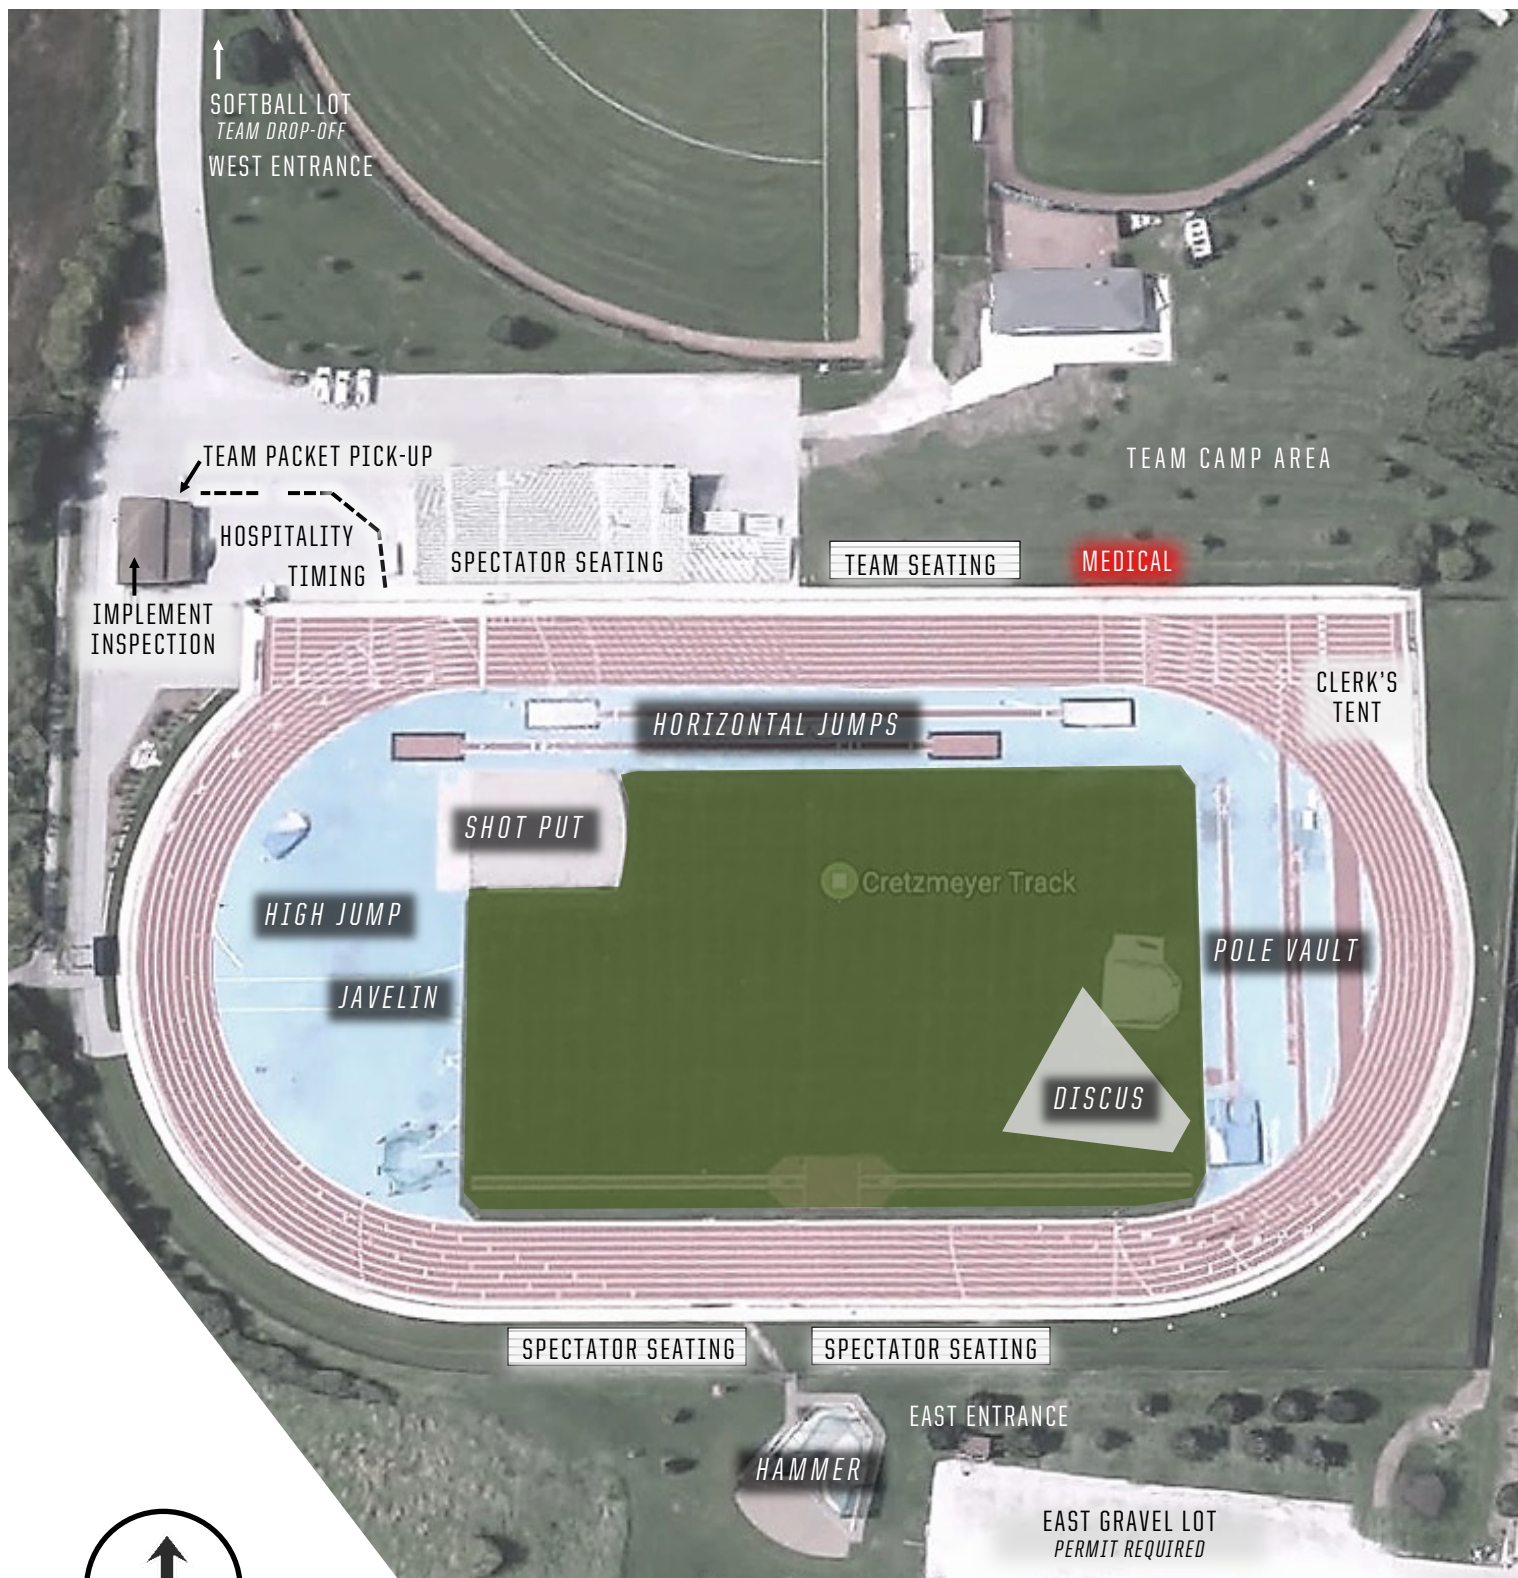 SOFTBALL LOT
TEAM DROP-OFF
WEST ENTRANCE
TEAM PACKET PICK-UP
TEAM CAMP AREA
HOSPITALITY
TIMING
SPECTATOR SEATING
TEAM SEATING
MEDICAL
IMPLEMENT
INSPECTION
CLERK'S
TENT
HORIZONTAL JUMPS
SHOT PUT
Cretzmeyer Track
HIGH JUMP
POLE VAULT
JAVELIN
DISCUS
SPECTATOR SEATING
SPECTATOR SEATING
EAST ENTRANCE
HAMMER
EAST GRAVEL LOT
PERMIT REQUIRED